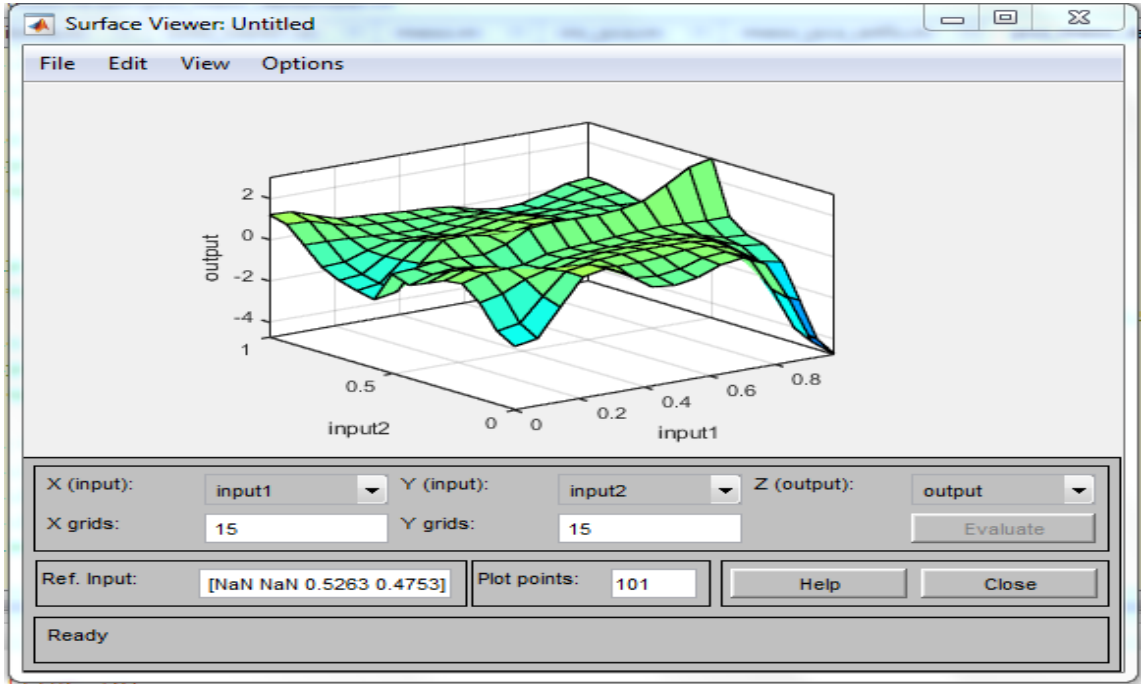 Surface Viewer: Untitled
File Edit View Options
2
0
-2
-4
output
1
0.5
0
input2
0
0.2
0.4
0.6
0.8
input1
X (input): input1 Y (input): input2 Z (output): output
X grids: 15 Y grids: 15 Evaluate
Ref. Input: [NaN NaN 0.5263 0.4753] Plot points: 101 Help Close
Ready